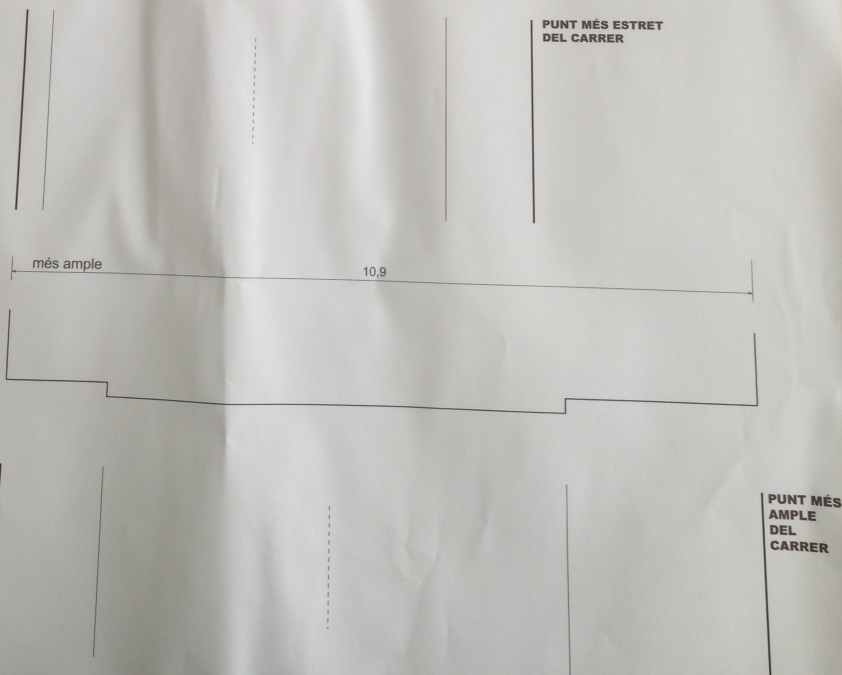 PUNT MÉS ESTRET
DEL CARRER
més ample
10,9
PUNT MÉS
AMPLE
DEL
CARRER